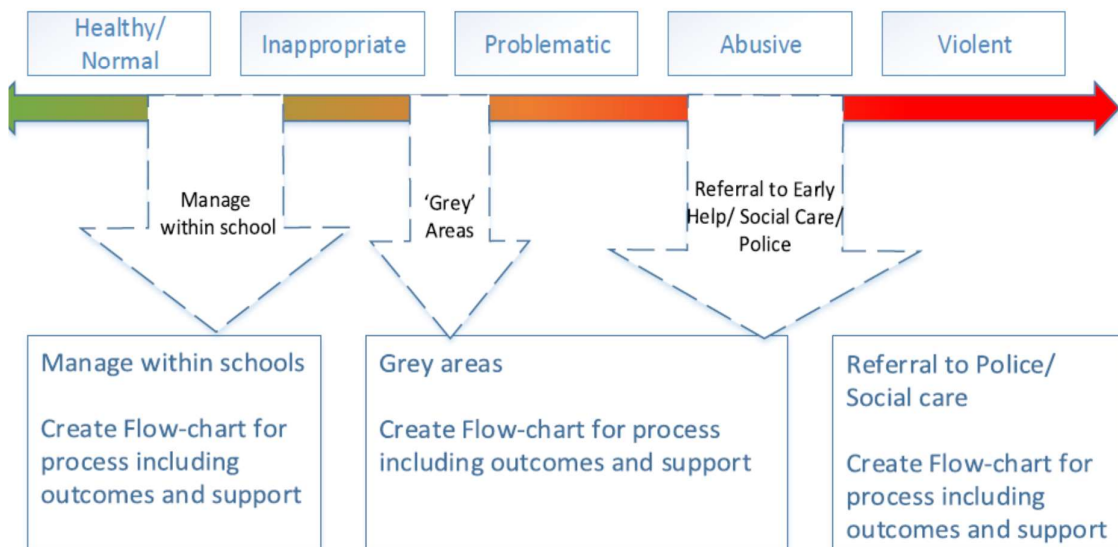 Healthy/
Normal
Inappropriate
Problematic
Abusive
Violent
Manage
within school
‘Grey’
Areas
Referral to Early
Help/ Social Care/
Police
Manage within schools
Create Flow-chart for
process including
outcomes and support
Grey areas
Create Flow-chart for process
including outcomes and support
Referral to Police/
Social care
Create Flow-chart for
process including
outcomes and support